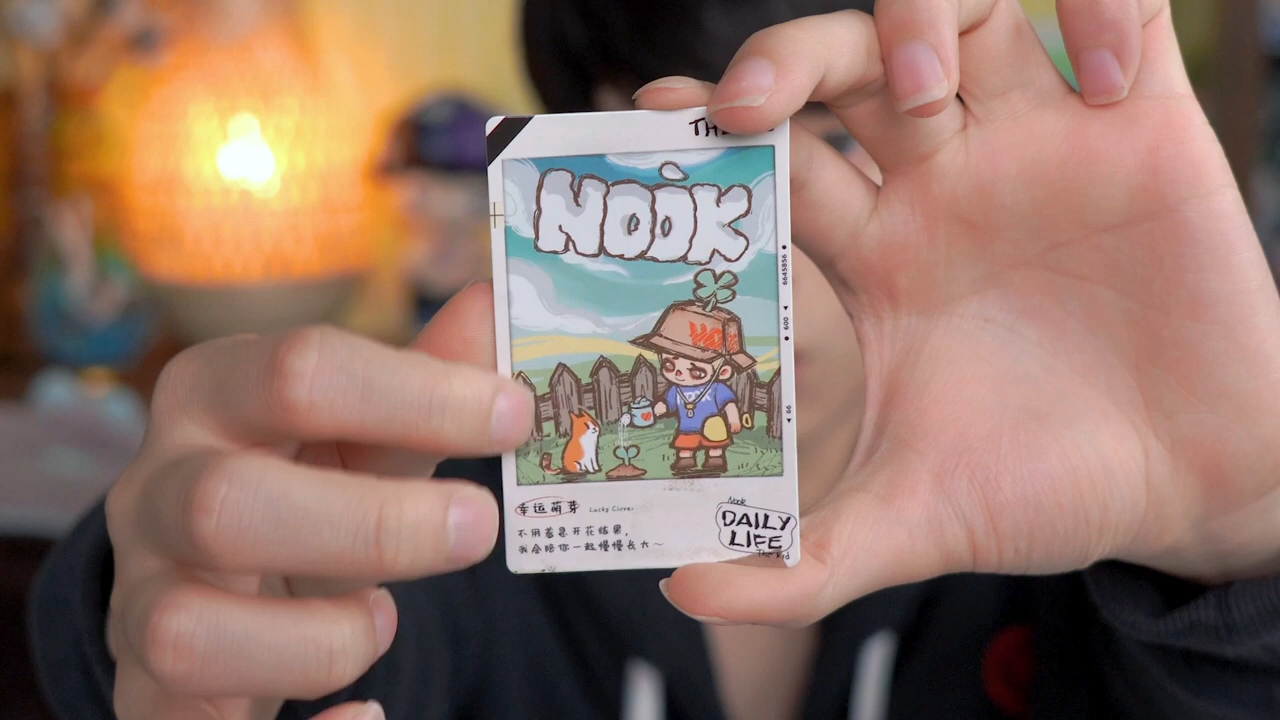 NOOK
NOOK
幸运萌芽 Lucky Clover
不用着急开花结果,
我会陪你一起慢慢长大~
Nook
DAILY
LIFE
The kid
6645856
600
66